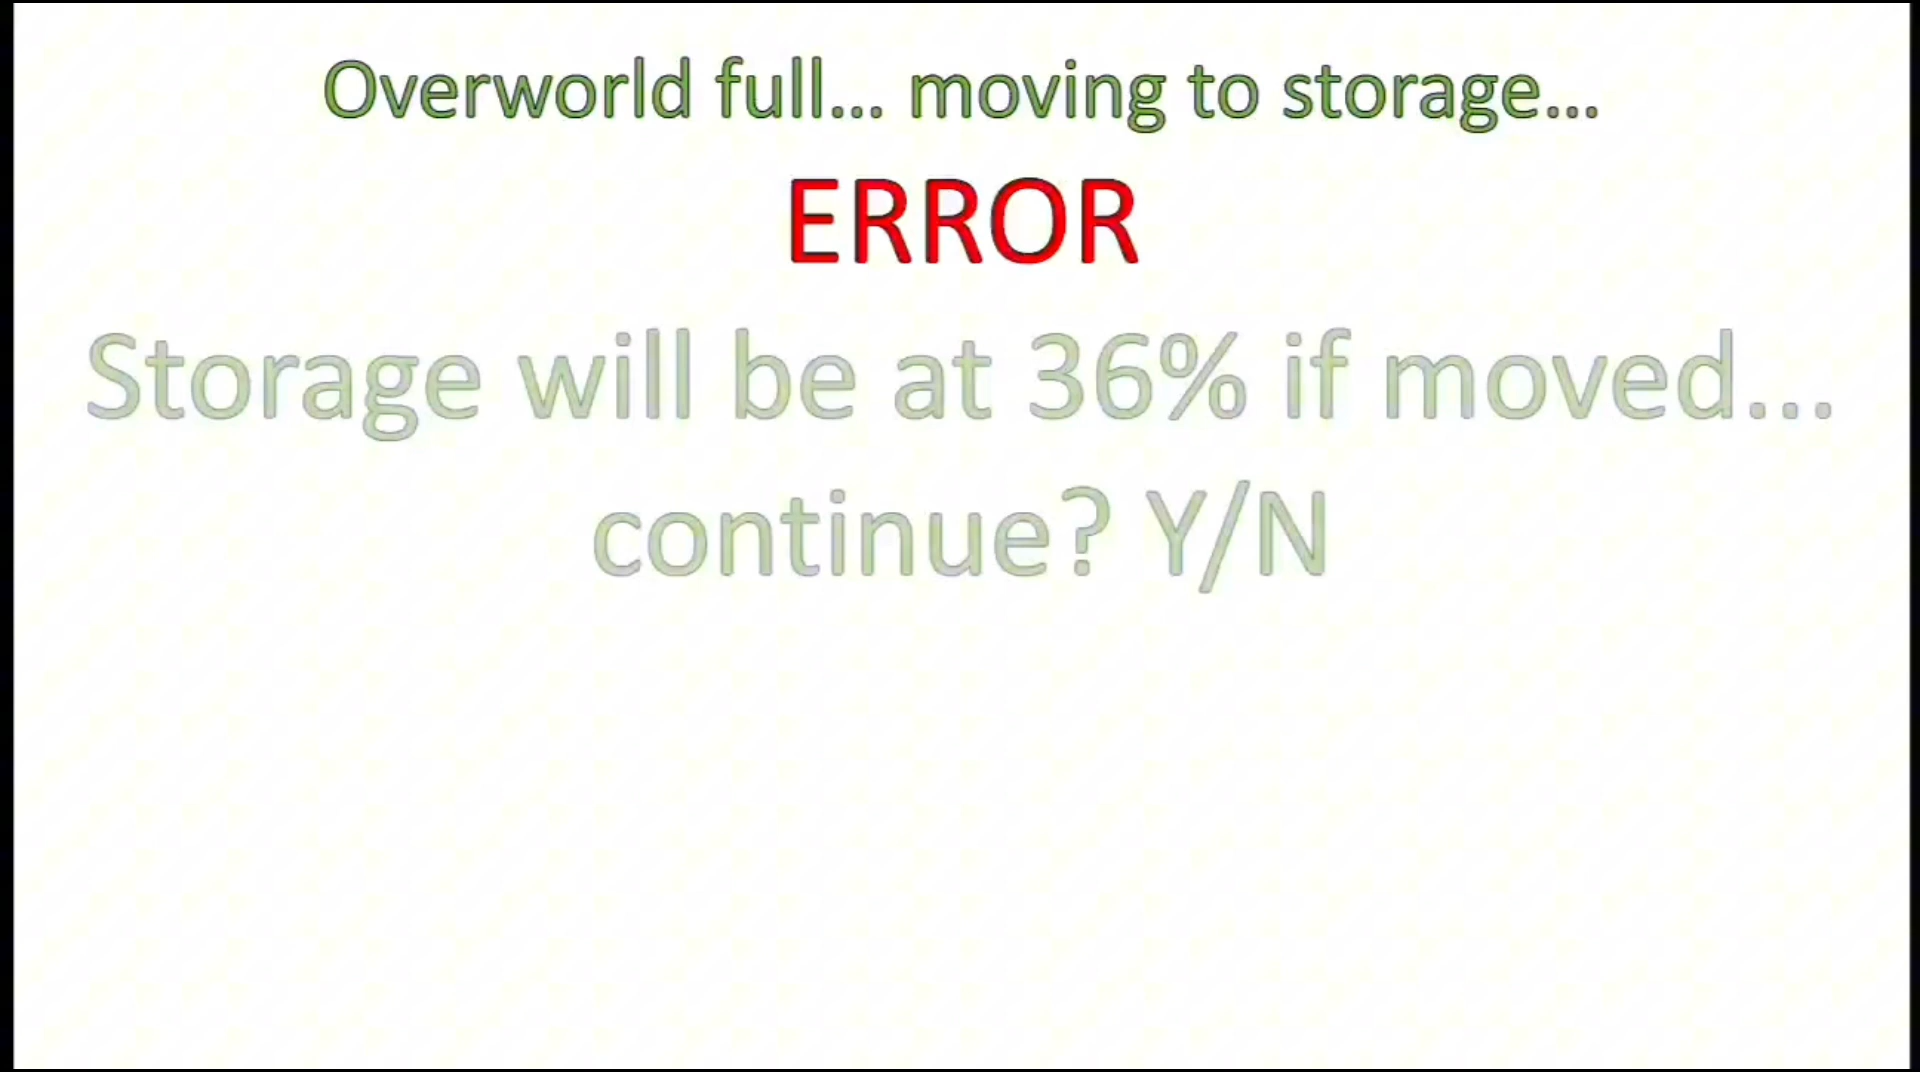 Overworld full... moving to storage...
ERROR
Storage will be at 36% if moved...
continue? Y/N